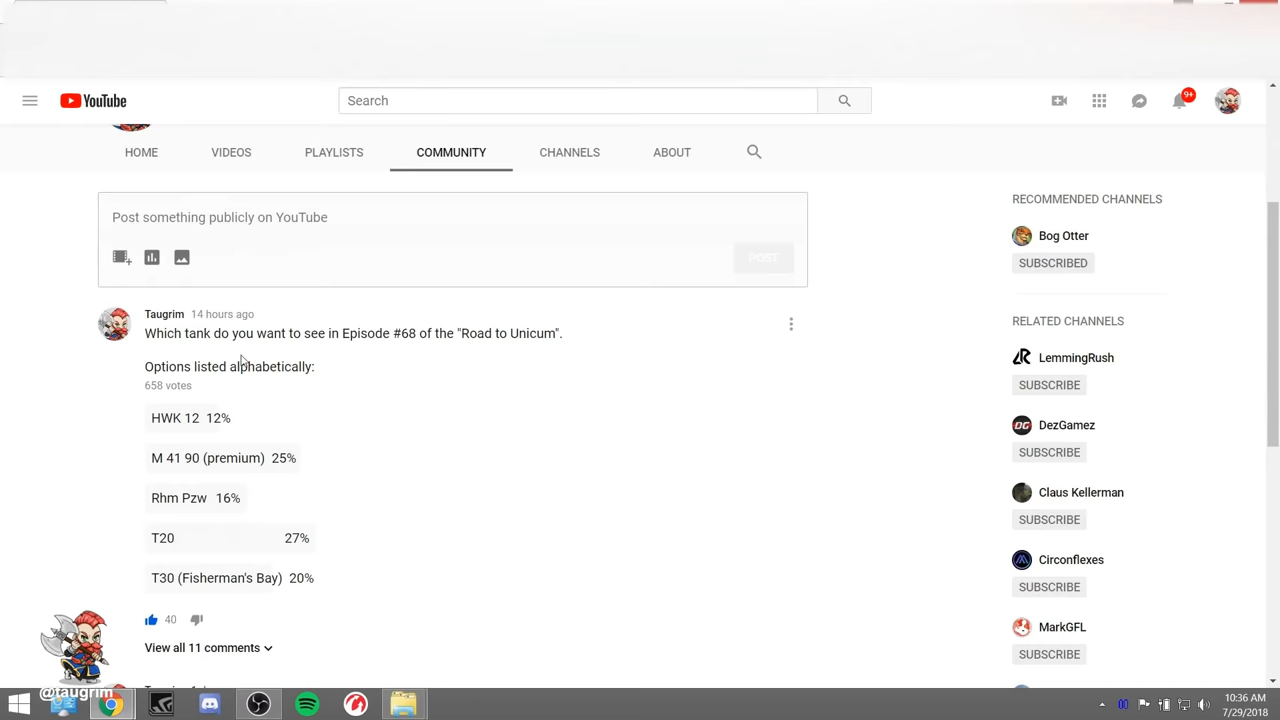 YouTube
Search
9+
HOME VIDEOS PLAYLISTS COMMUNITY CHANNELS ABOUT
Post something publicly on YouTube
POST
Taugrim 14 hours ago
Which tank do you want to see in Episode #68 of the "Road to Unicum".
Options listed alphabetically:
658 votes
HWK 12 12%
M 41 90 (premium) 25%
Rhm Pzw 16%
T20 27%
T30 (Fisherman's Bay) 20%
40
View all 11 comments
RECOMMENDED CHANNELS
Bog Otter
SUBSCRIBED
RELATED CHANNELS
LemmingRush
SUBSCRIBE
DezGamez
SUBSCRIBE
Claus Kellerman
SUBSCRIBE
Circonflexes
SUBSCRIBE
MarkGFL
SUBSCRIBE
@taugrim
10:36 AM
7/29/2018